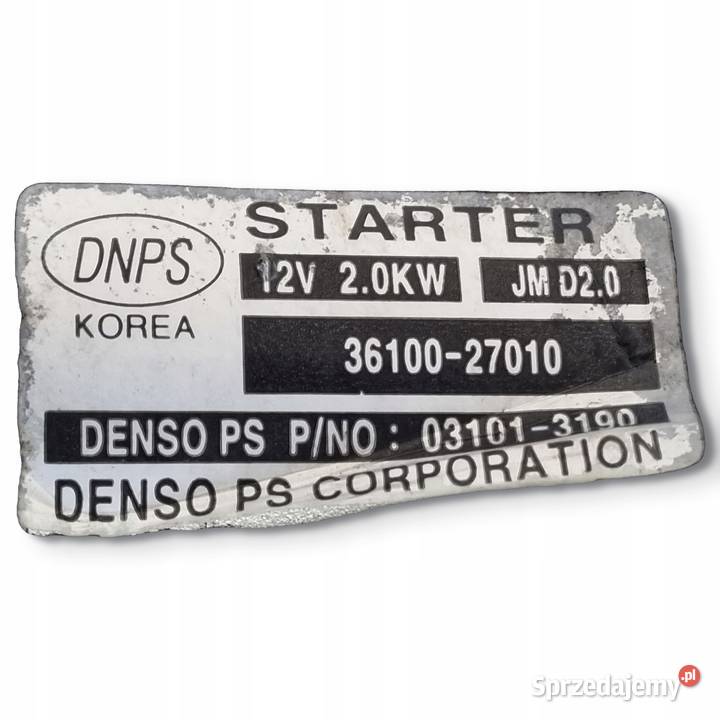 STARTER
DNPS
KOREA
12V 2.0KW JM D2.0
36100-27010
DENSO PS P/NO : 03101-3190
DENSO PS CORPORATION
Sprzedajemy.pl